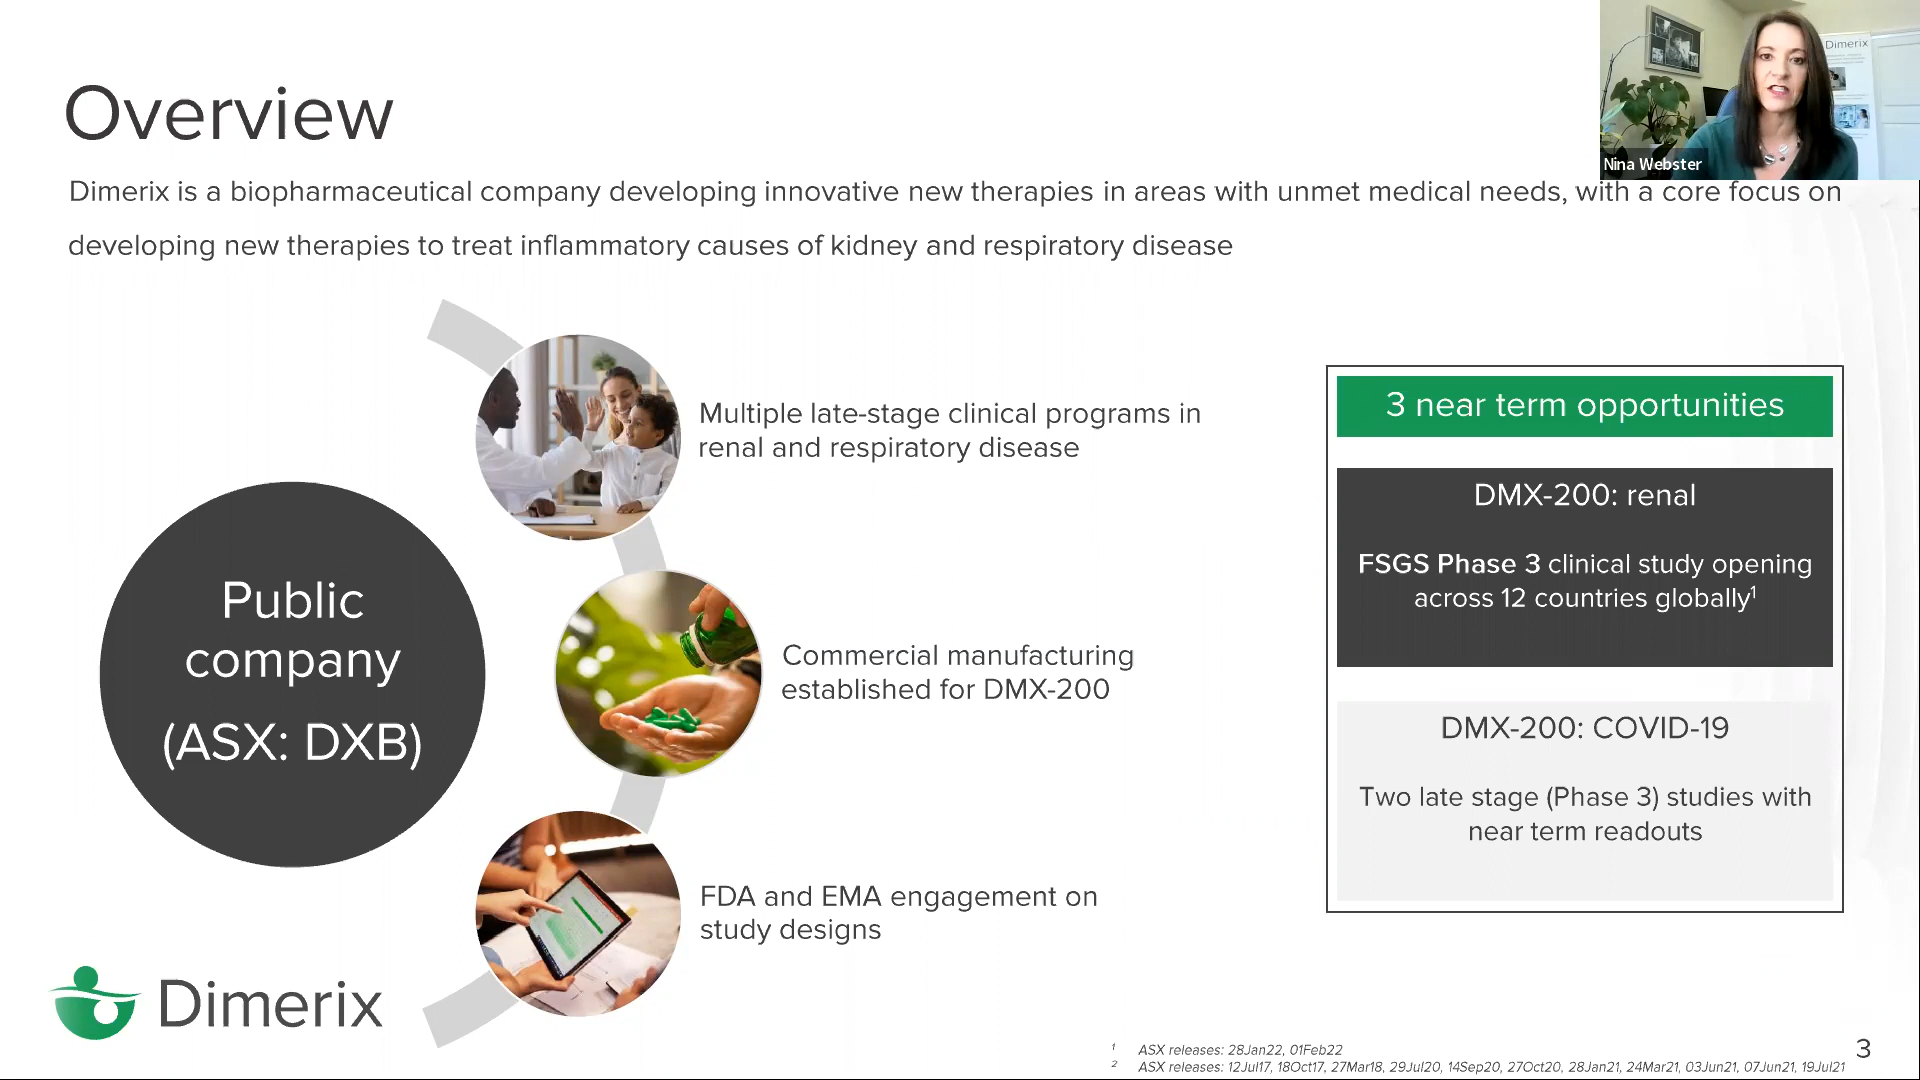 Overview
Dimerix
Nina Webster
Dimerix is a biopharmaceutical company developing innovative new therapies in areas with unmet medical needs, with a core focus on
developing new therapies to treat inflammatory causes of kidney and respiratory disease
Public
company
(ASX: DXB)
Multiple late-stage clinical programs in
renal and respiratory disease
Commercial manufacturing
established for DMX-200
FDA and EMA engagement on
study designs
3 near term opportunities
DMX-200: renal
FSGS Phase 3 clinical study opening
across 12 countries globally¹
DMX-200: COVID-19
Two late stage (Phase 3) studies with
near term readouts
Dimerix
1 ASX releases: 28Jan22, 01Feb22
2 ASX releases: 12Jul17, 18Oct17, 27Mar18, 29Jul20, 14Sep20, 27Oct20, 28Jan21, 24Mar21, 03Jun21, 07Jun21, 19Jul21
3